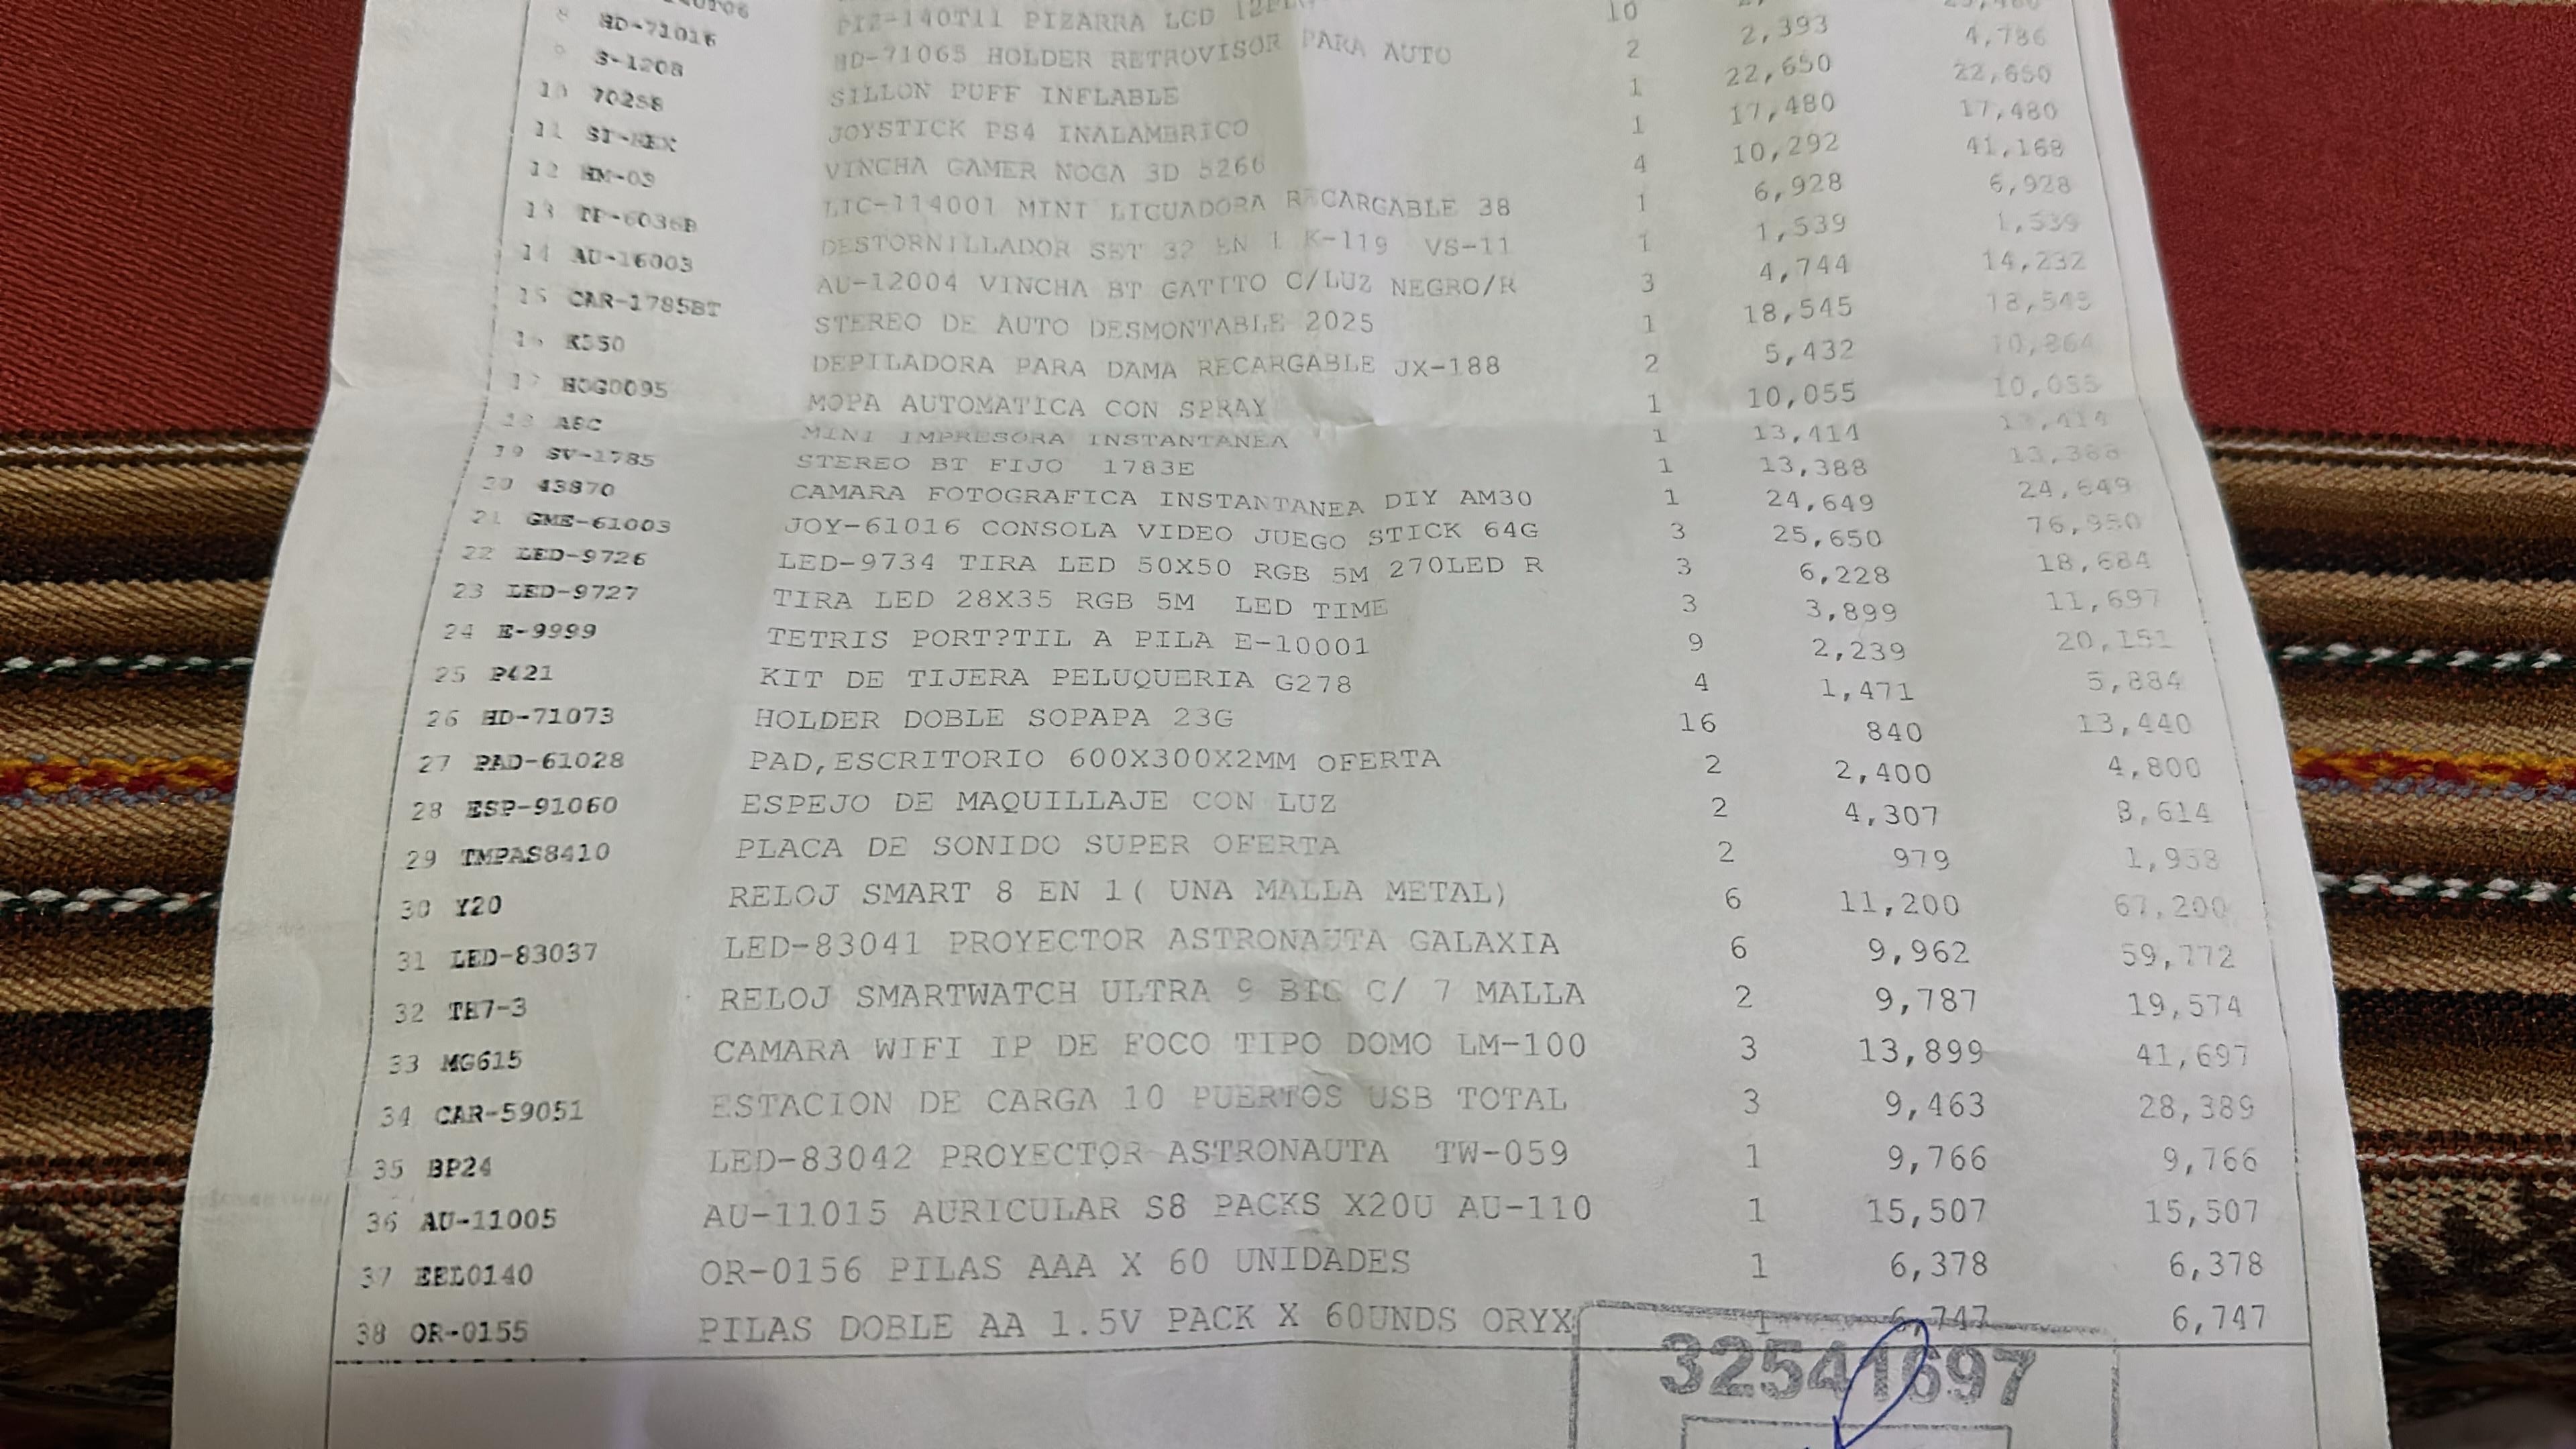 PIZ-140T11 PIZARRA LCD 10
8 HD-71016 HD-71065 HOLDER RETROVISOR PARA AUTO 2 2,393 4,786
9 S-1208 SILLON PUFF INFLABLE 1 22,650 22,650
10 70258 JOYSTICK PS4 INALAMBRICO 1 17,480 17,480
11 VINCHA GAMER NOGA 3D 5266 4 10,292 41,168
12 HM-03 LIC-114001 MINI LICUADORA RECARGABLE 38 1 6,928 6,928
13 TP-6036B DESTORNILLADOR SET 32 EN 1 K-119 VS-11 1 1,539 1,539
14 AU-16003 AU-12004 VINCHA BT GATITO C/LUZ NEGRO/R 3 4,744 14,232
15 CAR-1785BT STEREO DE AUTO DESMONTABLE 2025 1 18,545 18,545
16 K350 DEPILADORA PARA DAMA RECARGABLE JX-188 2 5,432 10,864
17 HOG0095 MOPA AUTOMATICA CON SPRAY 1 10,055 10,055
18 MINI IMPRESORA INSTANTANEA 1 13,414 13,414
19 SV-1785 STEREO BT FIJO 1783E 1 13,388 13,388
20 43870 CAMARA FOTOGRAFICA INSTANTANEA DIY AM30 1 24,649 24,649
21 GME-61003 JOY-61016 CONSOLA VIDEO JUEGO STICK 64G 3 25,650 76,950
22 LED-9726 LED-9734 TIRA LED 50X50 RGB 5M 270LED R 3 6,228 18,684
23 LED-9727 TIRA LED 28X35 RGB 5M LED TIME 3 3,899 11,697
24 E-9999 TETRIS PORT?TIL A PILA E-10001 9 2,239 20,151
25 P421 KIT DE TIJERA PELUQUERIA G278 4 1,471 5,884
26 HD-71073 HOLDER DOBLE SOPAPA 23G 16 840 13,440
27 PAD-61028 PAD,ESCRITORIO 600X300X2MM OFERTA 2 2,400 4,800
28 ESP-91060 ESPEJO DE MAQUILLAJE CON LUZ 2 4,307 8,614
29 TMPAS8410 PLACA DE SONIDO SUPER OFERTA 2 979 1,958
30 Y20 RELOJ SMART 8 EN 1( UNA MALLA METAL) 6 11,200 67,200
31 LED-83037 LED-83041 PROYECTOR ASTRONAUTA GALAXIA 6 9,962 59,772
32 TH7-3 RELOJ SMARTWATCH ULTRA 9 BIG C/ 7 MALLA 2 9,787 19,574
33 MG615 CAMARA WIFI IP DE FOCO TIPO DOMO LM-100 3 13,899 41,697
34 CAR-59051 ESTACION DE CARGA 10 PUERTOS USB TOTAL 3 9,463 28,389
35 BP24 LED-83042 PROYECTOR ASTRONAUTA TW-059 1 9,766 9,766
36 AU-11005 AU-11015 AURICULAR S8 PACKS X20U AU-110 1 15,507 15,507
37 EEL0140 OR-0156 PILAS AAA X 60 UNIDADES 1 6,378 6,378
38 OR-0155 PILAS DOBLE AA 1.5V PACK X 60UNDS ORYX 1 6,747 6,747
32541697